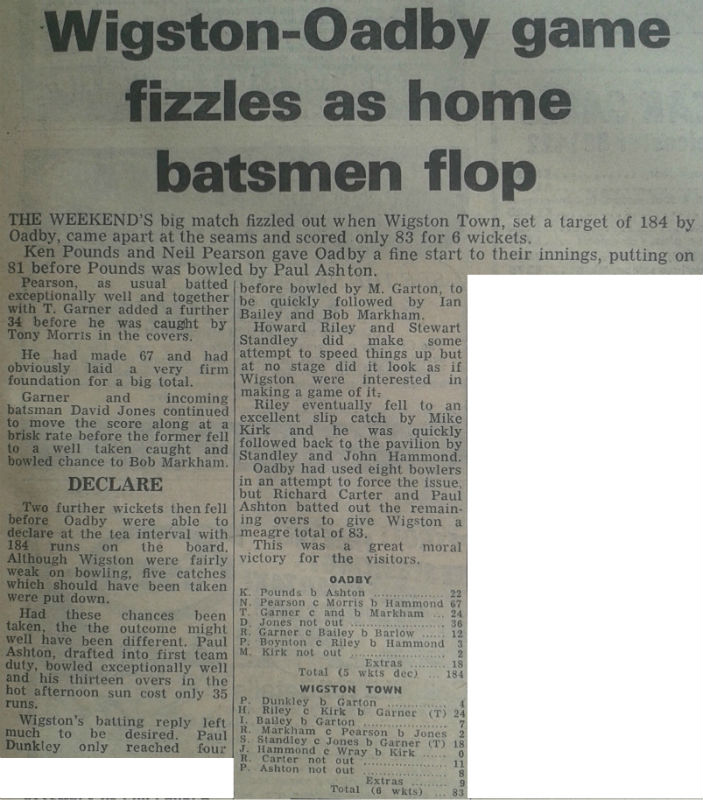 Wigston-Oadby game
fizzles as home
batsmen flop
THE WEEKEND'S big match fizzled out when Wigston Town, set a target of 184 by
Oadby, came apart at the seams and scored only 83 for 6 wickets.
Ken Pounds and Neil Pearson gave Oadby a fine start to their innings, putting on
81 before Pounds was bowled by Paul Ashton.
Pearson, as usual batted
exceptionally well and together
with T. Garner added a further
34 before he was caught by
Tony Morris in the covers.
He had made 67 and had
obviously laid a very firm
foundation for a big total.
Garner and incoming
batsman David Jones continued
to move the score along at a
brisk rate before the former fell
to a well taken caught and
bowled chance to Bob Markham.
DECLARE
Two further wickets then fell
before Oadby were able to
declare at the tea interval with
184 runs on the board.
Although Wigston were fairly
weak on bowling, five catches
which should have been taken
were put down.
Had these chances been
taken, the the outcome might
well have been different. Paul
Ashton, drafted into first team
duty, bowled exceptionally well
and his thirteen overs in the
hot afternoon sun cost only 35
runs.
Wigston's batting reply left
much to be desired. Paul
Dunkley only reached four
before bowled by M. Garton, to
be quickly followed by Ian
Bailey and Bob Markham.
Howard Riley and Stewart
Standley did make some
attempt to speed things up but
at no stage did it look as if
Wigston were interested in
making a game of it.
Riley eventually fell to an
excellent slip catch by Mike
Kirk and he was quickly
followed back to the pavilion by
Standley and John Hammond.
Oadby had used eight bowlers
in an attempt to force the issue,
but Richard Carter and Paul
Ashton batted out the remain-
ing overs to give Wigston a
meagre total of 83.
This was a great moral
victory for the visitors.
OADBY
K. Pounds b Ashton ........... 22
N. Pearson c Morris b Hammond 67
T. Garner c and b Markham ... 24
D. Jones not out ............... 36
R. Garner c Bailey b Barlow ... 12
P. Boynton c Riley b Hammond 3
M. Kirk not out ............... 2
Extras ......... 18
Total (5 wkts dec) ... 184
WIGSTON TOWN
P. Dunkley b Garton ........... 4
H. Riley c Kirk b Garner (T) 24
I. Bailey b Garton ............. 7
R. Markham c Pearson b Jones 2
S. Standley c Jones b Garner (T) 18
J. Hammond c Wray b Kirk ... 0
R. Carter not out .............. 11
P. Ashton not out .............. 8
Extras ......... 9
Total (6 wkts) ... 83